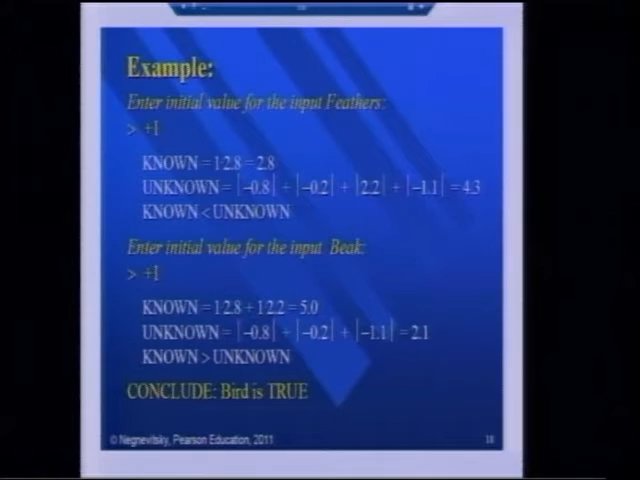 Example:
Enter initial value for the input Feathers:
> +1
KNOWN = 1·2.8 = 2.8
UNKNOWN = |−0.8| + |−0.2| + |2.2| + |−1.1| = 4.3
KNOWN < UNKNOWN
Enter initial value for the input Beak:
> +1
KNOWN = 1·2.8 + 1·2.2 = 5.0
UNKNOWN = |−0.8| + |−0.2| + |−1.1| = 2.1
KNOWN > UNKNOWN
CONCLUDE: Bird is TRUE
© Negnevitsky, Pearson Education, 2011
18